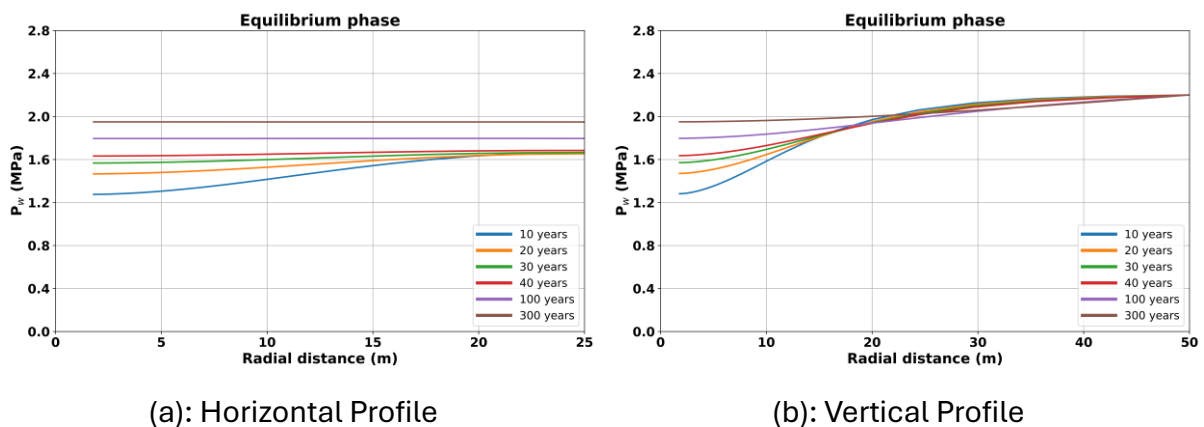 Equilibrium phase
P_w (MPa)
2.8
2.4
2.0
1.6
1.2
0.8
0.4
0.0
0
5
10
15
20
25
Radial distance (m)
10 years
20 years
30 years
40 years
100 years
300 years
(a): Horizontal Profile
Equilibrium phase
P_w (MPa)
2.8
2.4
2.0
1.6
1.2
0.8
0.4
0.0
0
10
20
30
40
50
Radial distance (m)
10 years
20 years
30 years
40 years
100 years
300 years
(b): Vertical Profile